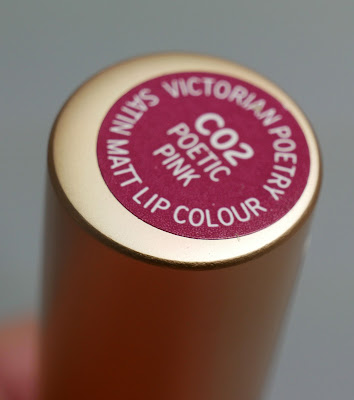 VICTORIAN POETRY
SATIN MATT LIP COLOUR
C02
POETIC
PINK